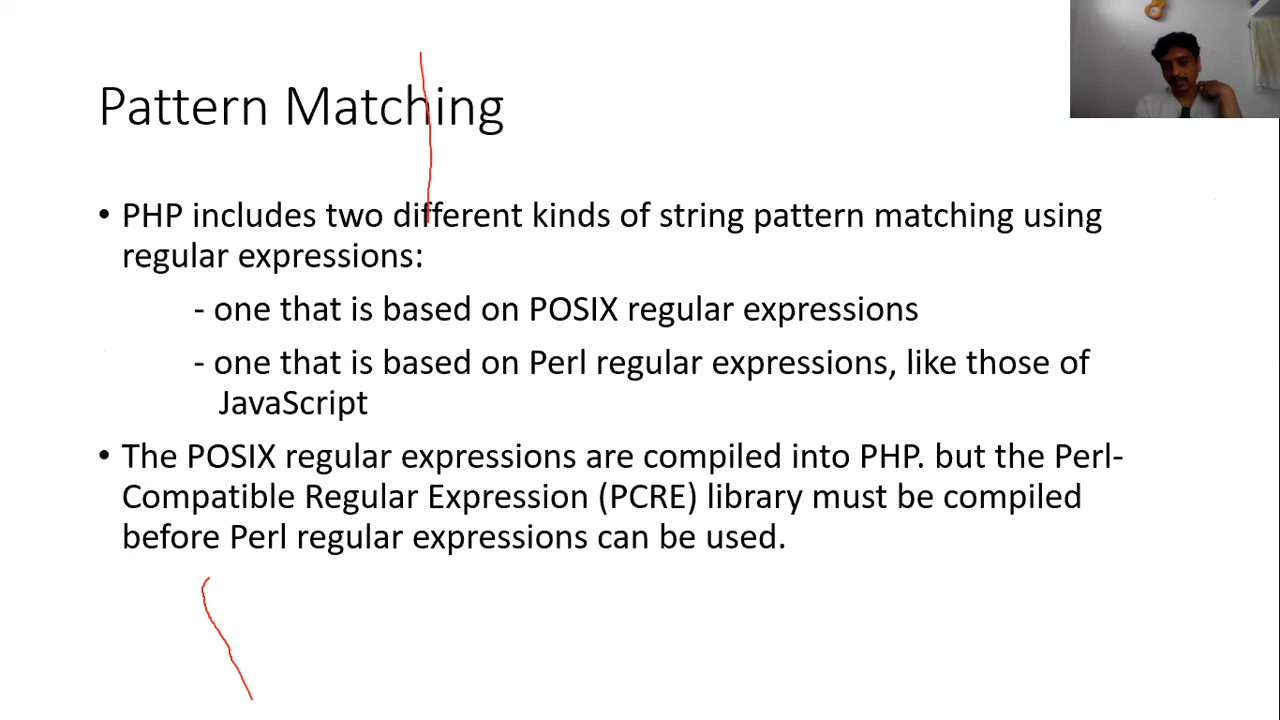 Pattern Matching
• PHP includes two different kinds of string pattern matching using
regular expressions:
- one that is based on POSIX regular expressions
- one that is based on Perl regular expressions, like those of
JavaScript
• The POSIX regular expressions are compiled into PHP. but the Perl-
Compatible Regular Expression (PCRE) library must be compiled
before Perl regular expressions can be used.